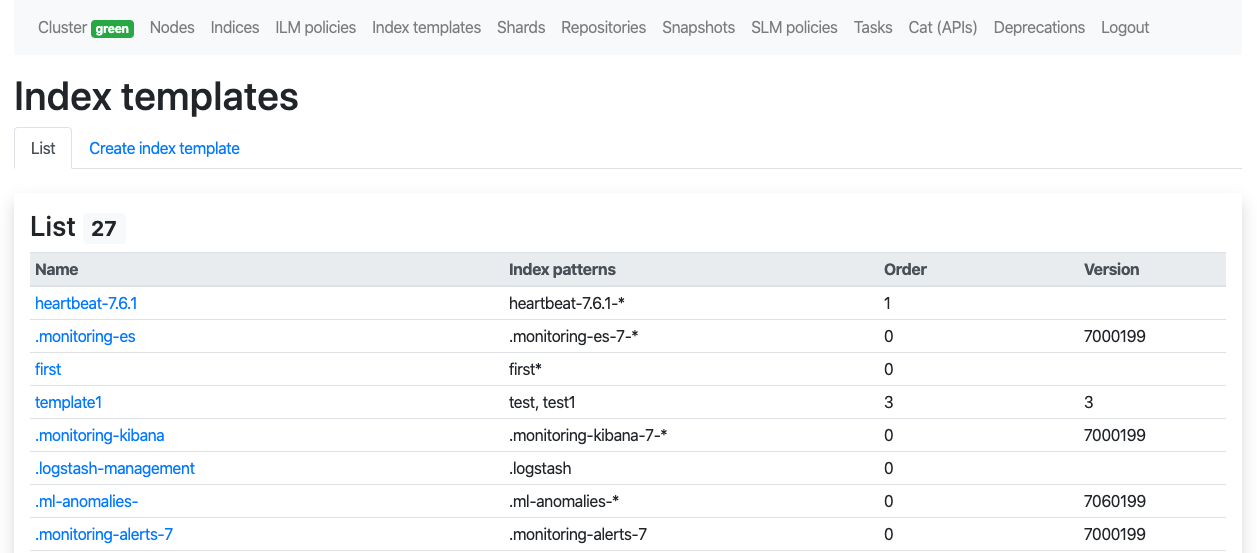 Cluster green Nodes Indices ILM policies Index templates Shards Repositories Snapshots SLM policies Tasks Cat (APIs) Deprecations Logout
Index templates
List Create index template
List 27
Name Index patterns Order Version
heartbeat-7.6.1 heartbeat-7.6.1-* 1
.monitoring-es .monitoring-es-7-* 0 7000199
first first* 0
template1 test, test1 3 3
.monitoring-kibana .monitoring-kibana-7-* 0 7000199
.logstash-management .logstash 0
.ml-anomalies- .ml-anomalies-* 0 7060199
.monitoring-alerts-7 .monitoring-alerts-7 0 7000199